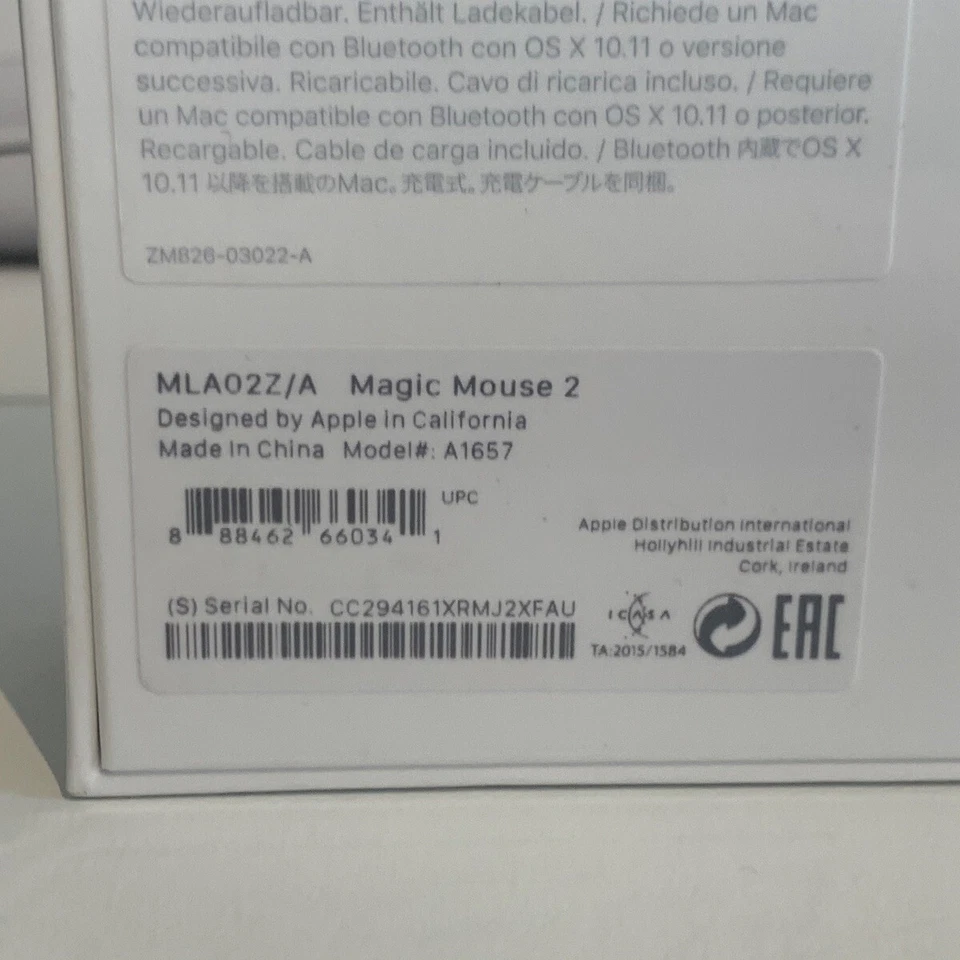 Wiederaufladbar. Enthält Ladekabel. / Richiede un Mac
compatibile con Bluetooth con OS X 10.11 o versione
successiva. Ricaricabile. Cavo di ricarica incluso. / Requiere
un Mac compatible con Bluetooth con OS X 10.11 o posterior.
Recargable. Cable de carga incluido. / Bluetooth 内蔵でOS X
10.11 以降を搭載のMac。充電式。充電ケーブルを同梱。
ZM826-03022-A
MLA02Z/A Magic Mouse 2
Designed by Apple in California
Made in China Model#: A1657
UPC
8 88462 66034 1
Apple Distribution International
Hollyhill Industrial Estate
Cork, Ireland
(S) Serial No. CC294161XRMJ2XFAU
ICASA
TA:2015/1584
EAC